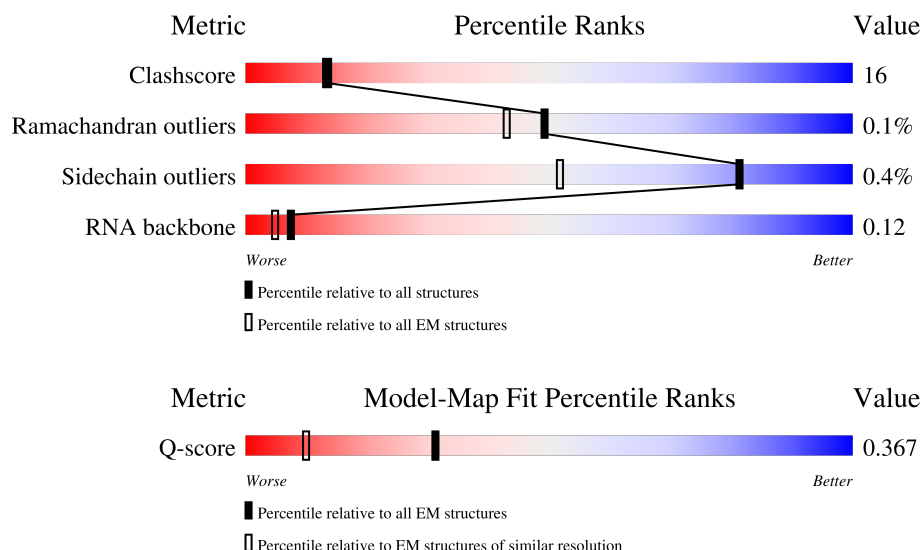 Metric Percentile Ranks Value
Clashscore 16
Ramachandran outliers 0.1%
Sidechain outliers 0.4%
RNA backbone 0.12
Worse Better
Percentile relative to all structures
Percentile relative to all EM structures
Metric Model-Map Fit Percentile Ranks Value
Q-score 0.367
Worse Better
Percentile relative to all EM structures
Percentile relative to EM structures of similar resolution